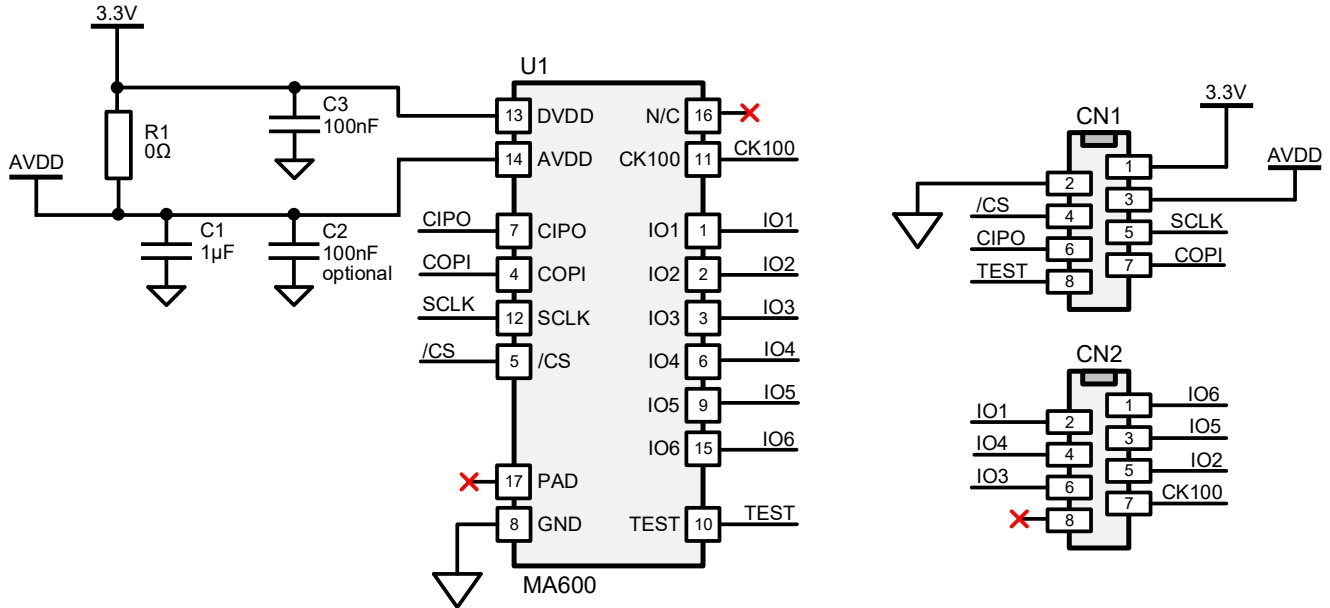 3.3V
R1
0Ω
C3
100nF
AVDD
C1
1µF
C2
100nF
optional
U1
13 DVDD
14 AVDD
CIPO 7 CIPO
COPI 4 COPI
SCLK 12 SCLK
/CS 5 /CS
17 PAD
8 GND
N/C 16
CK100 11 CK100
IO1 1 IO1
IO2 2 IO2
IO3 3 IO3
IO4 6 IO4
IO5 9 IO5
IO6 15 IO6
TEST 10 TEST
MA600
3.3V
AVDD
CN1
1
2
3
/CS 4
5 SCLK
CIPO 6
7 COPI
TEST 8
CN2
1 IO6
IO1 2
3 IO5
IO4 4
5 IO2
IO3 6
7 CK100
8